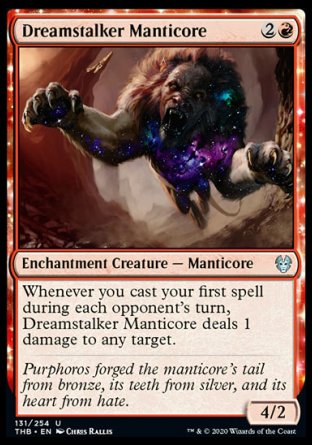 Dreamstalker Manticore 2
Enchantment Creature — Manticore
Whenever you cast your first spell
during each opponent's turn,
Dreamstalker Manticore deals 1
damage to any target.
Purphoros forged the manticore's tail
from bronze, its teeth from silver, and its
heart from hate.
4/2
131/254 U
THB • EN Chris Rallis
™ & © 2020 Wizards of the Coast